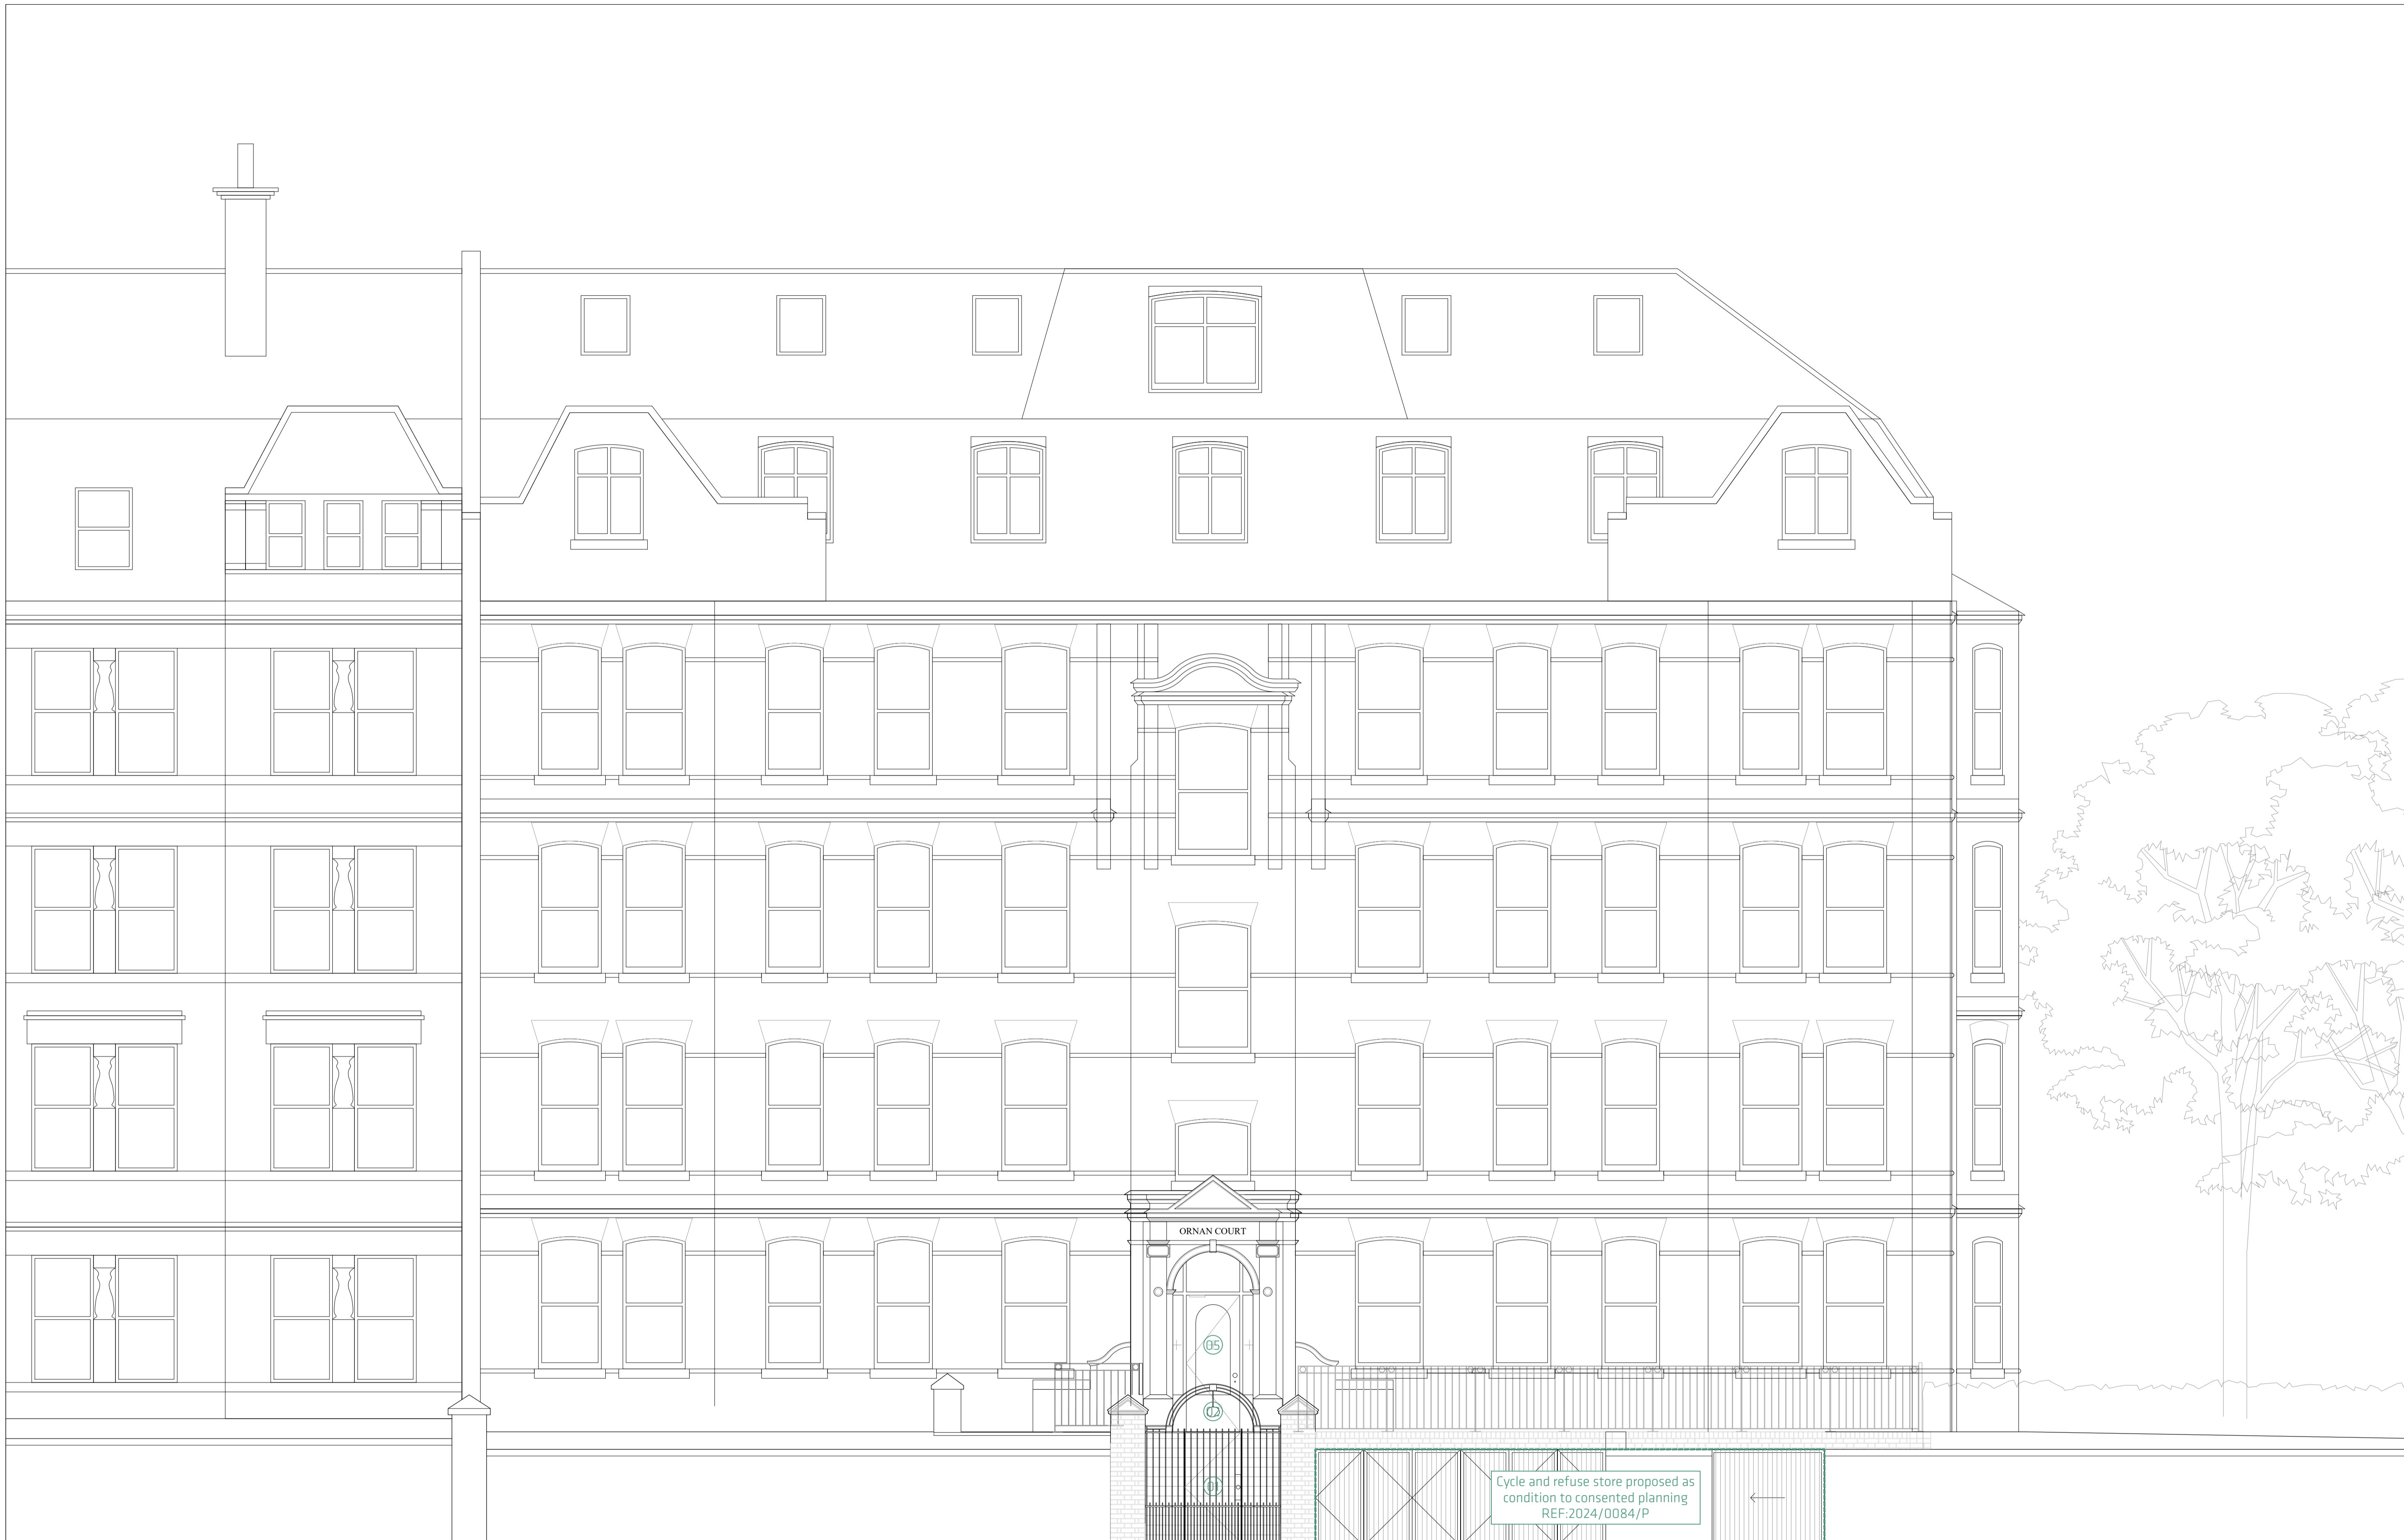 ORNAN COURT
05
02
01
Cycle and refuse store proposed as
condition to consented planning
REF:2024/0084/P